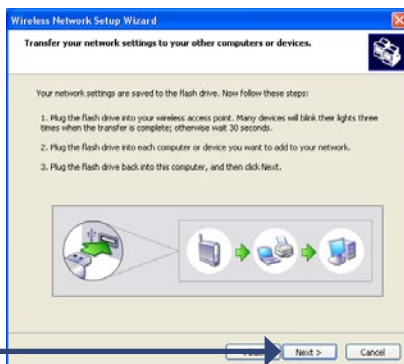 Wireless Network Setup Wizard
Transfer your network settings to your other computers or devices.
Your network settings are saved to the flash drive. Now follow these steps:
1. Plug the flash drive into your wireless access point. Many devices will blink their lights three
times when the transfer is complete; otherwise wait 30 seconds.
2. Plug the flash drive into each computer or device you want to add to your network.
3. Plug the flash drive back into this computer, and then click Next.
Next > Cancel